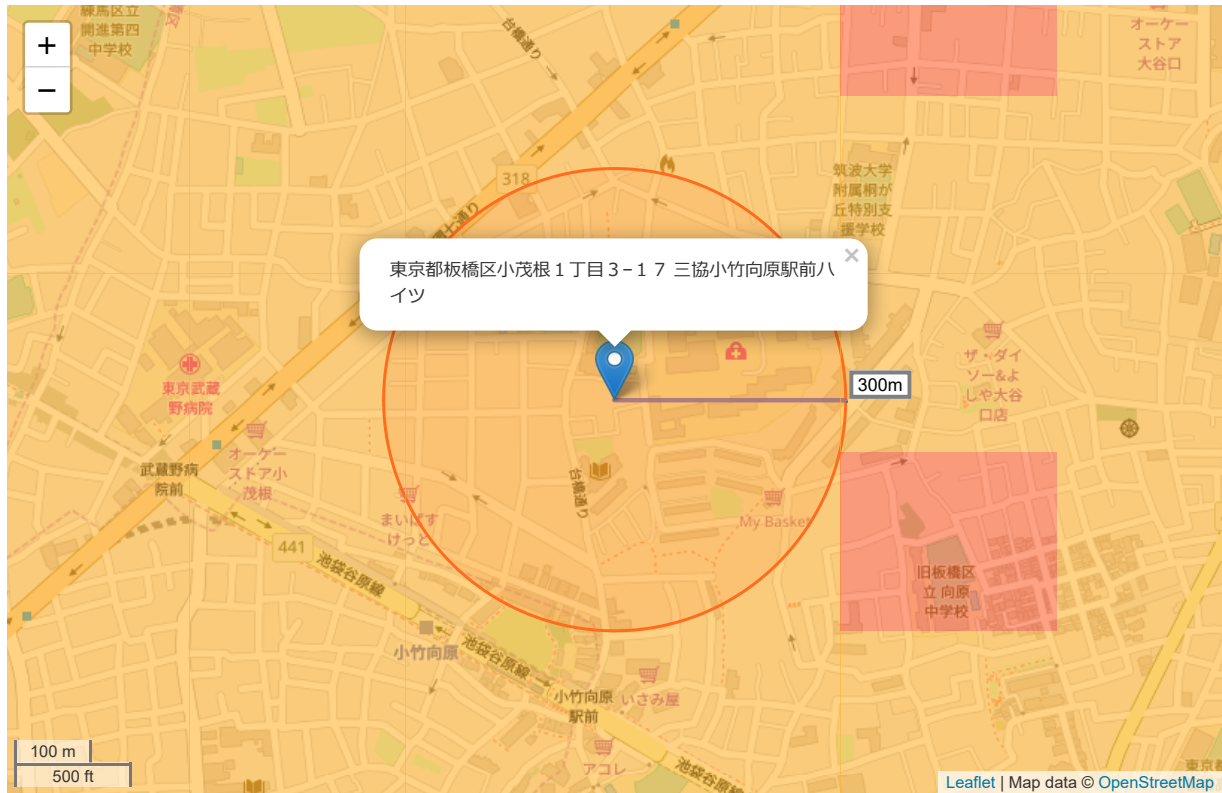 練馬区立
開進第四
中学校
+
−
台橋通り
オーケー
ストア
大谷口
318
筑波大学
附属桐が
丘特別支
援学校
東京都板橋区小茂根１丁目３−１７ 三協小竹向原駅前ハ
イツ
×
300m
東京武蔵
野病院
ザ・ダイ
ソー&よ
しや大谷
口店
オーケー
ストア小
茂根
武蔵野病
院前
台橋通り
まいばす
けっと
My Basket
441
池袋谷原線
旧板橋区
立 向原
中学校
小竹向原
池袋谷原線
小竹向原
駅前
いさみ屋
アコレ
池袋谷原線
100 m
500 ft
Leaflet | Map data © OpenStreetMap